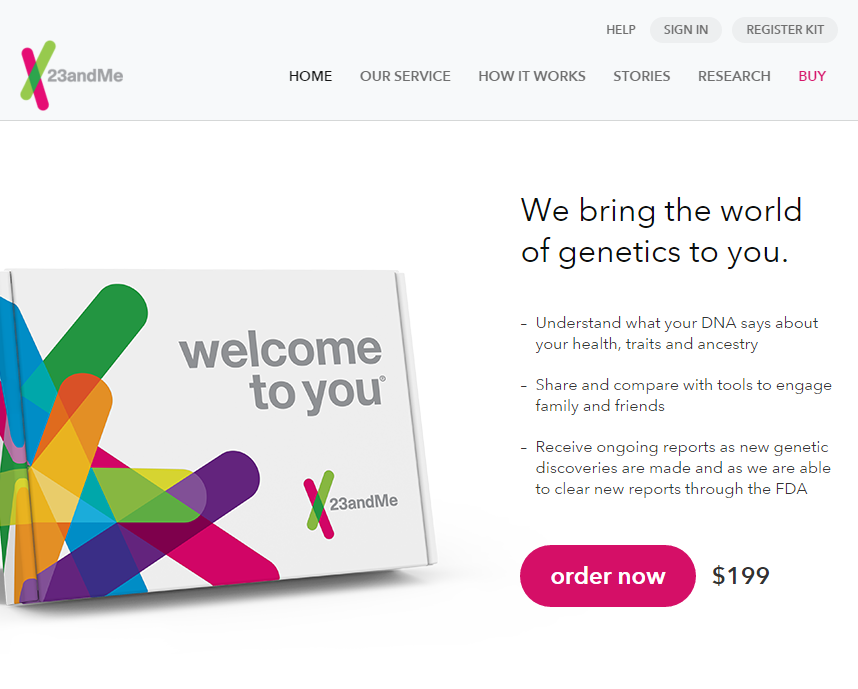 HELP
SIGN IN
REGISTER KIT
23andMe
HOME
OUR SERVICE
HOW IT WORKS
STORIES
RESEARCH
BUY
We bring the world
of genetics to you.
– Understand what your DNA says about
your health, traits and ancestry
– Share and compare with tools to engage
family and friends
– Receive ongoing reports as new genetic
discoveries are made and as we are able
to clear new reports through the FDA
order now
$199
welcome
to you®
23andMe